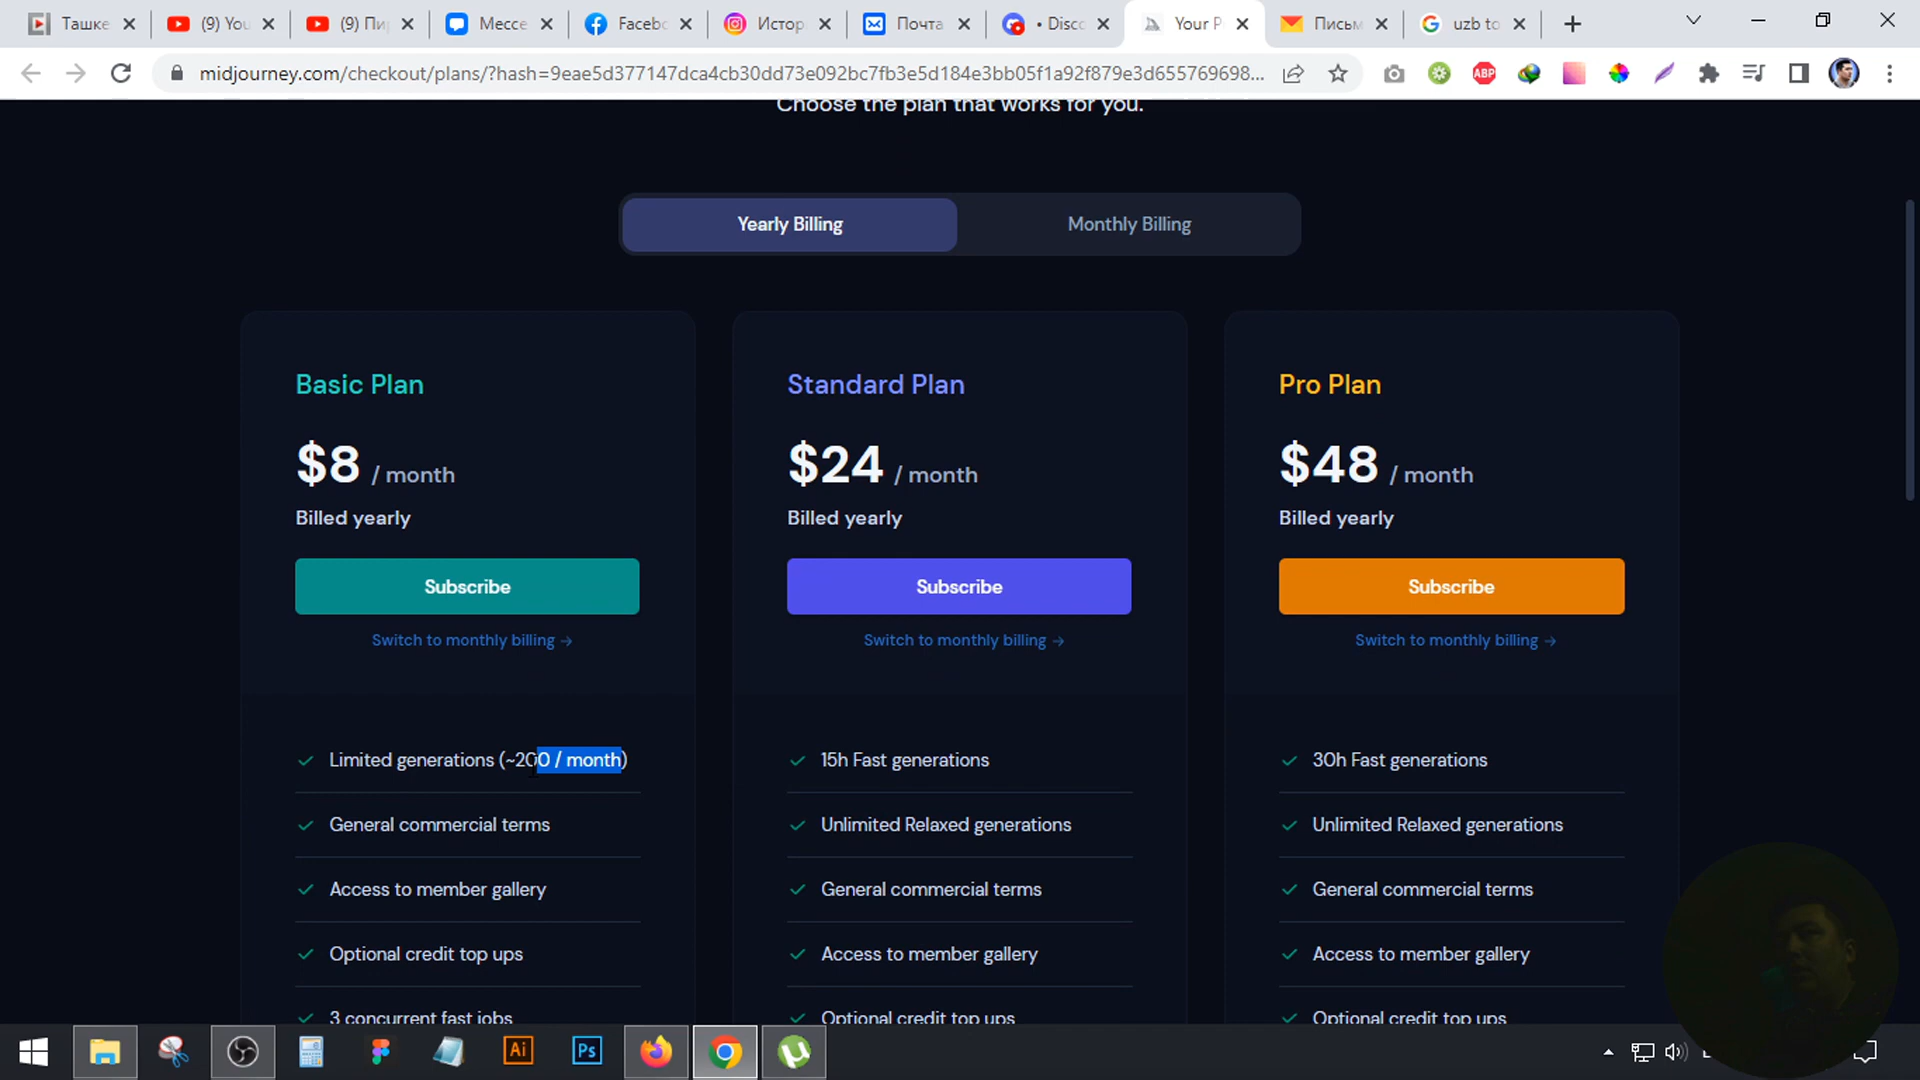 Ташке
(9) You
(9) Пи
Мессе
Facebo
Истор
Почта
• Disco
Your P
Письм
uzb to
midjourney.com/checkout/plans/?hash=9eae5d377147dca4cb30dd73e092bc7fb3e5d184e3bb05f1a92f879e3d655769698...
ABP
Choose the plan that works for you.
Yearly Billing
Monthly Billing
Basic Plan
$8 / month
Billed yearly
Subscribe
Switch to monthly billing →
Limited generations (~200 / month)
General commercial terms
Access to member gallery
Optional credit top ups
3 concurrent fast jobs
Standard Plan
$24 / month
Billed yearly
Subscribe
Switch to monthly billing →
15h Fast generations
Unlimited Relaxed generations
General commercial terms
Access to member gallery
Optional credit top ups
Pro Plan
$48 / month
Billed yearly
Subscribe
Switch to monthly billing →
30h Fast generations
Unlimited Relaxed generations
General commercial terms
Access to member gallery
Optional credit top ups
Ai
Ps